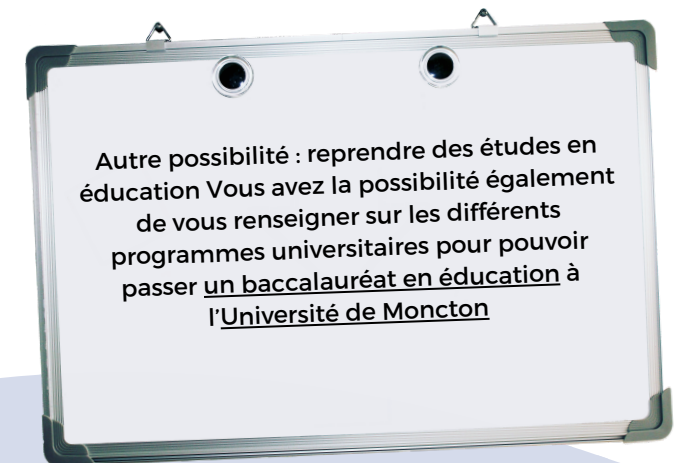 Autre possibilité : reprendre des études en
éducation Vous avez la possibilité également
de vous renseigner sur les différents
programmes universitaires pour pouvoir
passer un baccalauréat en éducation à
l'Université de Moncton